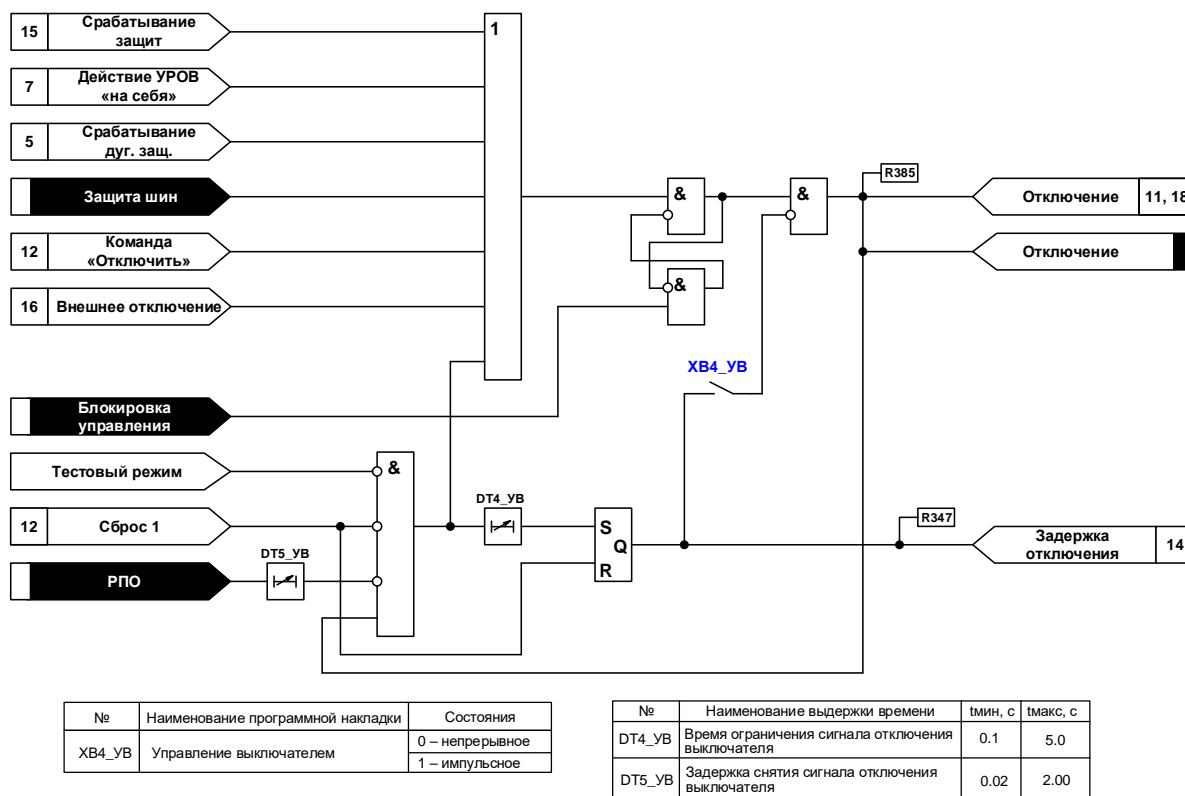 15 Срабатывание
защит
1
7 Действие УРОВ
«на себя»
5 Срабатывание
дуг. защ.
R385
Защита шин
&
&
Отключение 11, 18
12 Команда
«Отключить»
Отключение
&
16 Внешнее отключение
XB4_УВ
Блокировка
управления
Тестовый режим
&
DT4_УВ
R347
12 Сброс 1
S
Q
R
Задержка
отключения 14
DT5_УВ
РПО
№ Наименование программной накладки Состояния
XB4_УВ Управление выключателем 0 – непрерывное
1 – импульсное
№ Наименование выдержки времени tмин, с tмакс, с
DT4_УВ Время ограничения сигнала отключения
выключателя 0.1 5.0
DT5_УВ Задержка снятия сигнала отключения
выключателя 0.02 2.00